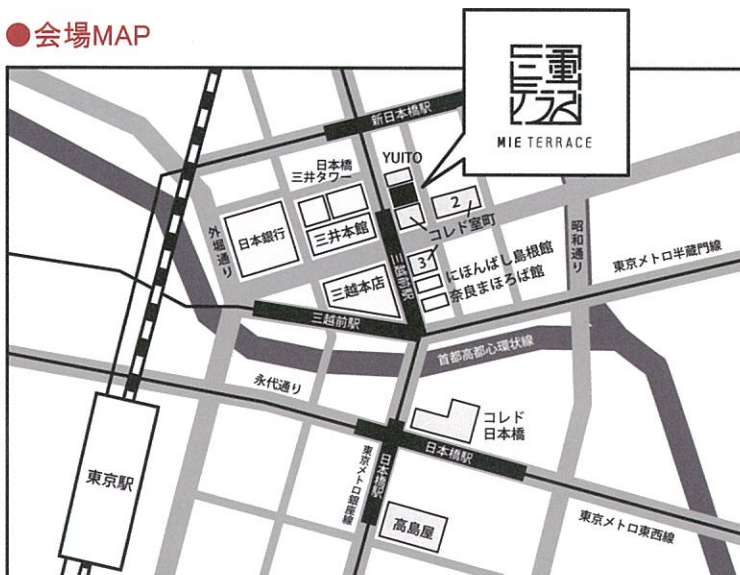 ●会場MAP
三重テラス
MIE TERRACE
新日本橋駅
YUITO
日本橋
三井タワー
2
外堀通り
日本銀行
三井本館
コレド室町
昭和通り
三越前駅
3
にほんばし島根館
奈良まほろば館
東京メトロ半蔵門線
三越本店
三越前駅
首都高都心環状線
永代通り
コレド
日本橋
日本橋駅
東京駅
東京メトロ銀座線
日本橋駅
高島屋
東京メトロ東西線